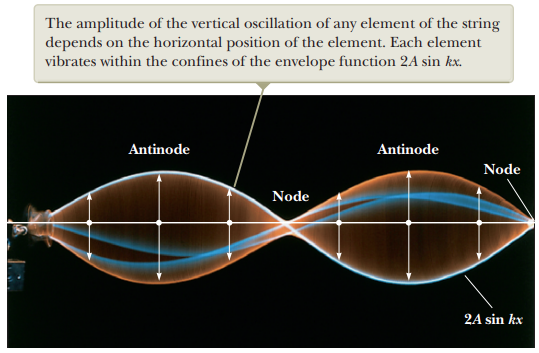 The amplitude of the vertical oscillation of any element of the string
depends on the horizontal position of the element. Each element
vibrates within the confines of the envelope function 2A sin kx.
Antinode
Antinode
Node
Node
2A sin kx